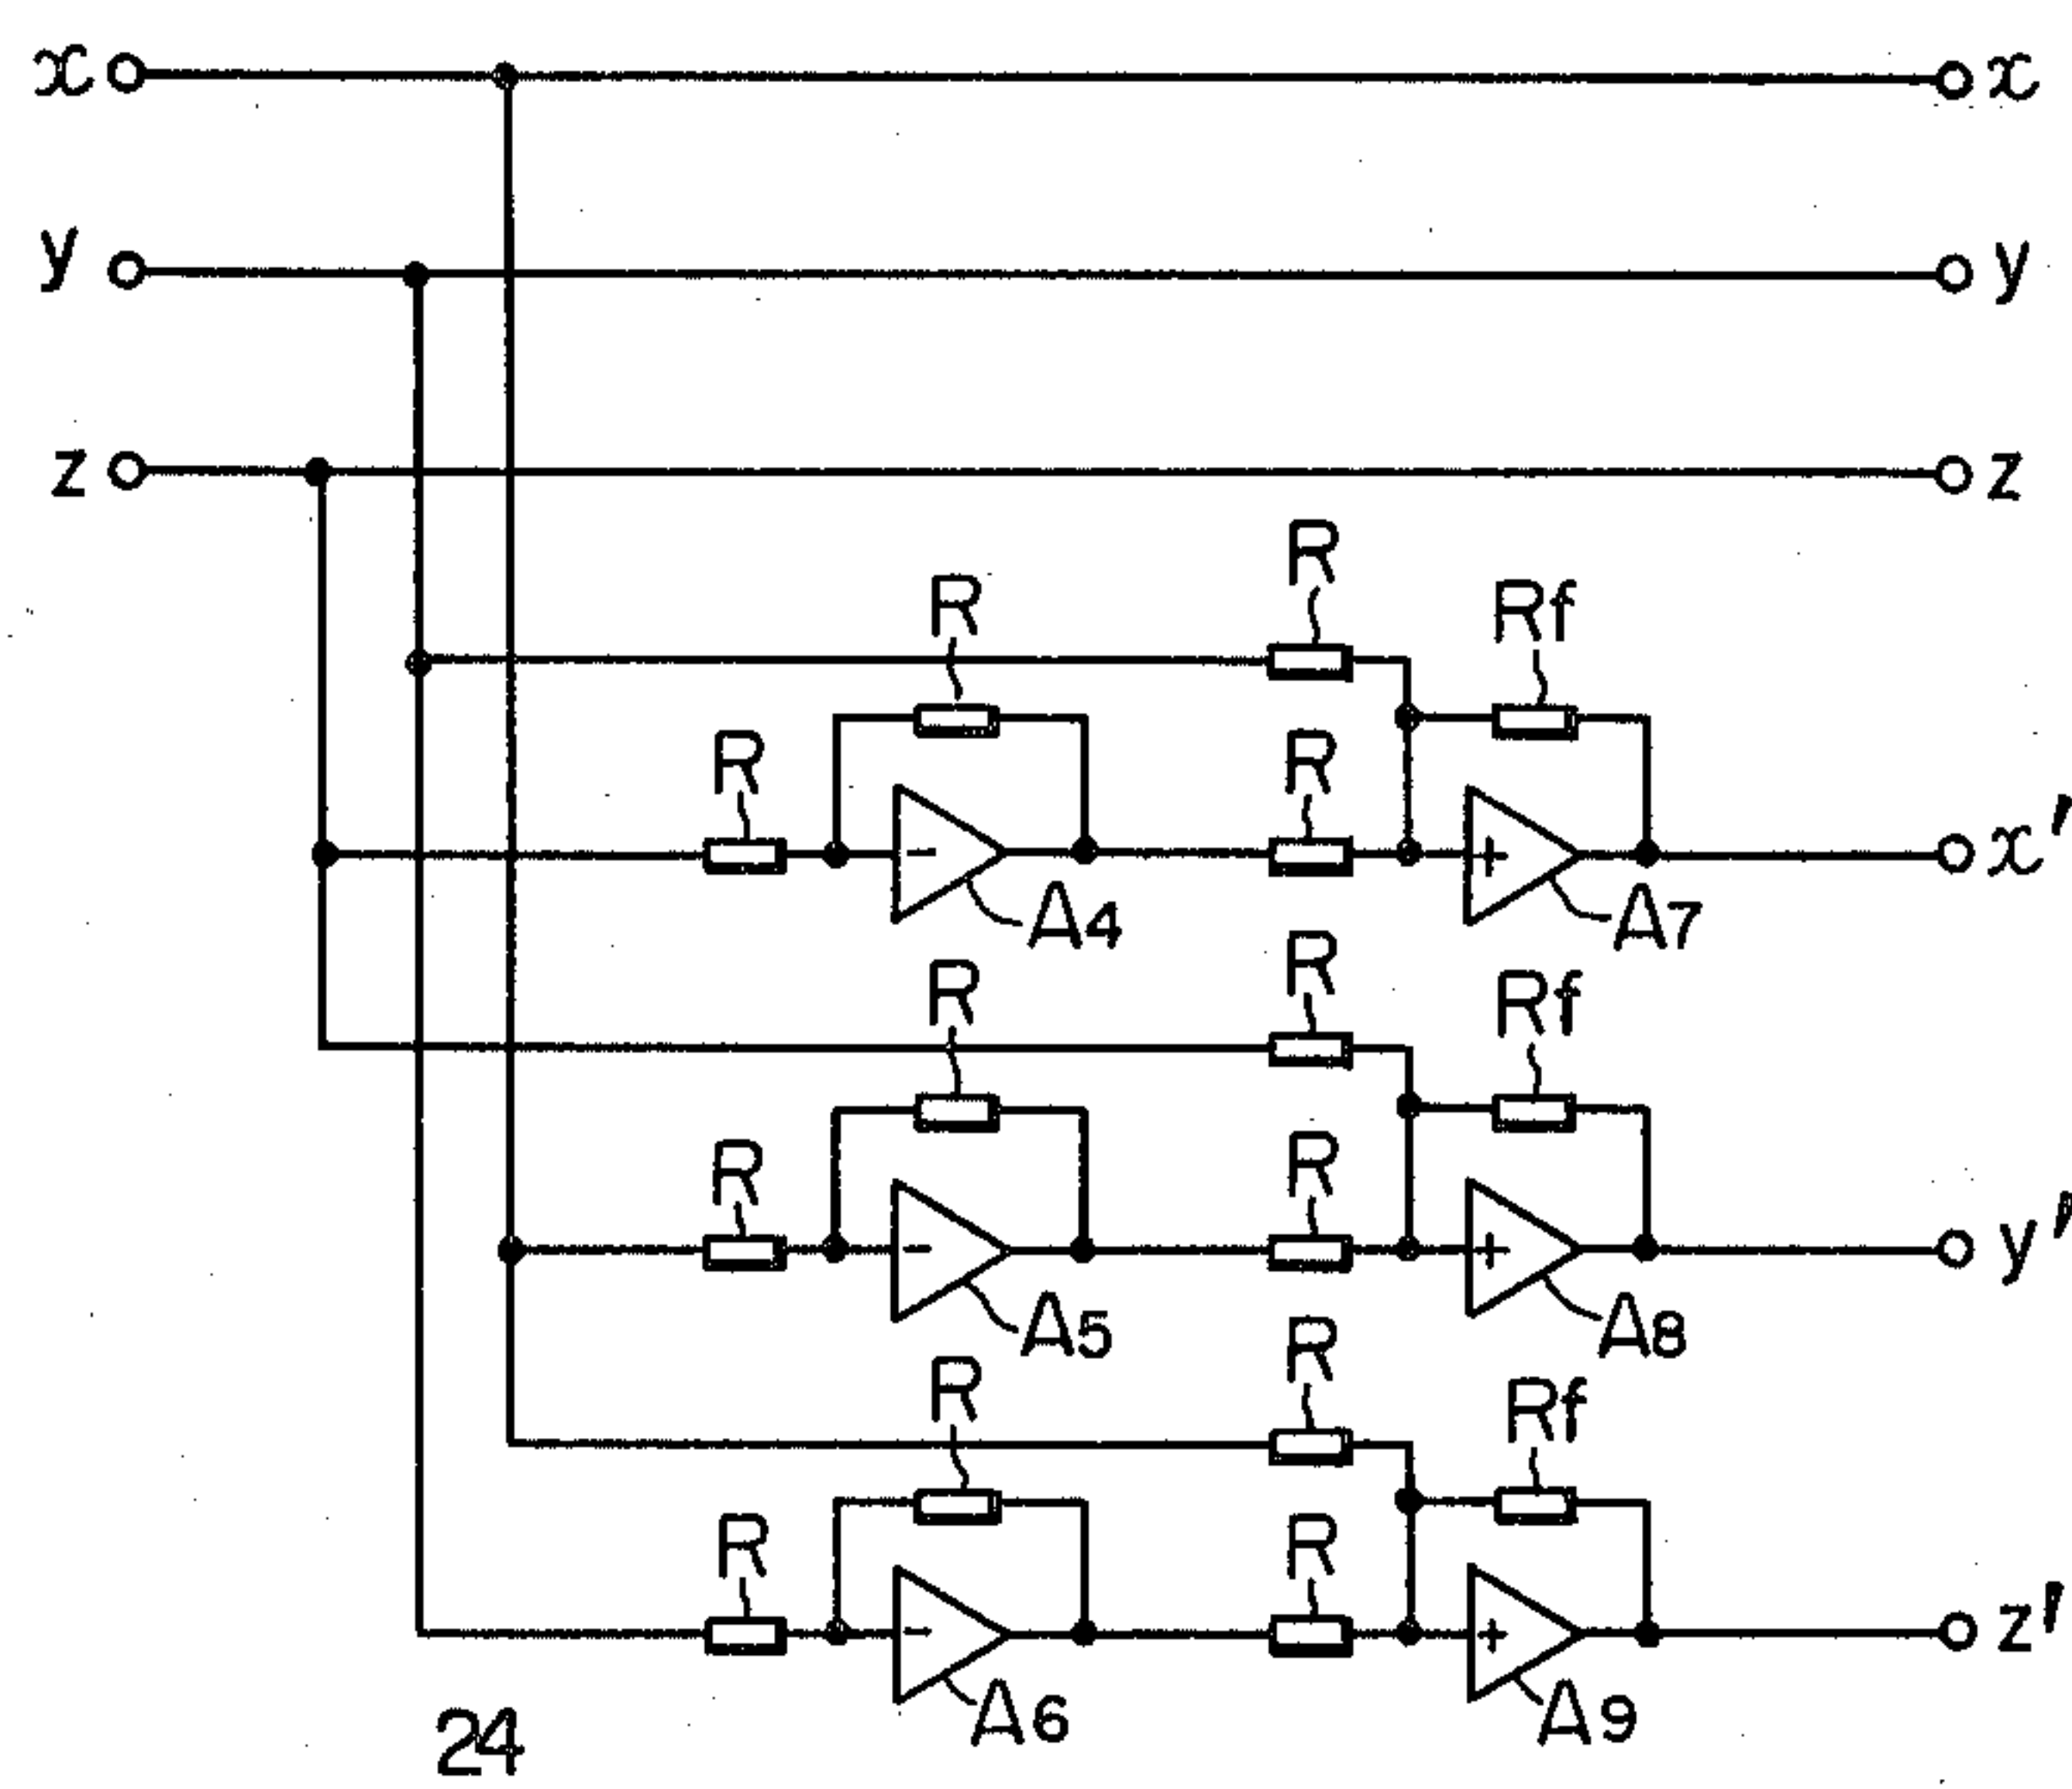 x x
y y
z z
R
R Rf
R R
- +
x'
A4 A7
R R Rf
R R
- +
y'
A5 A8
R
R Rf
R R
- +
z'
A6 A9
24